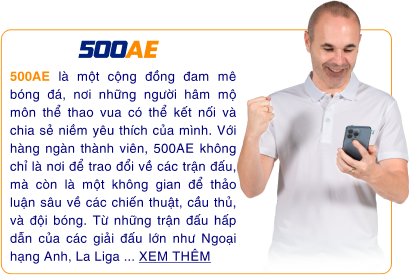 500AE
500AE là một cộng đồng đam mê
bóng đá, nơi những người hâm mộ
môn thể thao vua có thể kết nối và
chia sẻ niềm yêu thích của mình. Với
hàng ngàn thành viên, 500AE không
chỉ là nơi để trao đổi về các trận đấu,
mà còn là một không gian để thảo
luận sâu về các chiến thuật, cầu thủ,
và đội bóng. Từ những trận đấu hấp
dẫn của các giải đấu lớn như Ngoại
hạng Anh, La Liga ... XEM THÊM